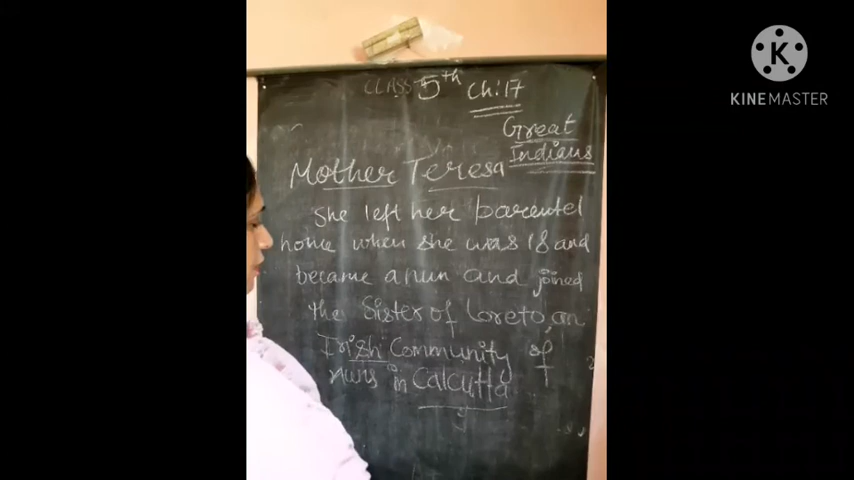 CLASS 5th Ch:17
Great
Indians
Mother Teresa
She left her parental
home when she was 18 and
became a nun and joined
the Sister of Loreto, an
Irish Community of
nuns in Calcutta
K
KINEMASTER